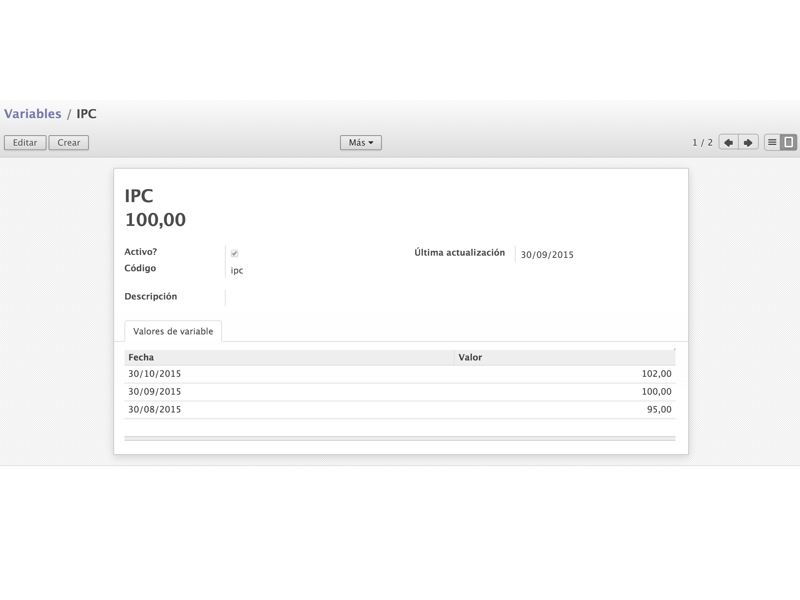 Variables / IPC
Editar Crear Más 1 / 2
IPC
100,00
Activo? Última actualización 30/09/2015
Código ipc
Descripción
Valores de variable
Fecha Valor
30/10/2015 102,00
30/09/2015 100,00
30/08/2015 95,00